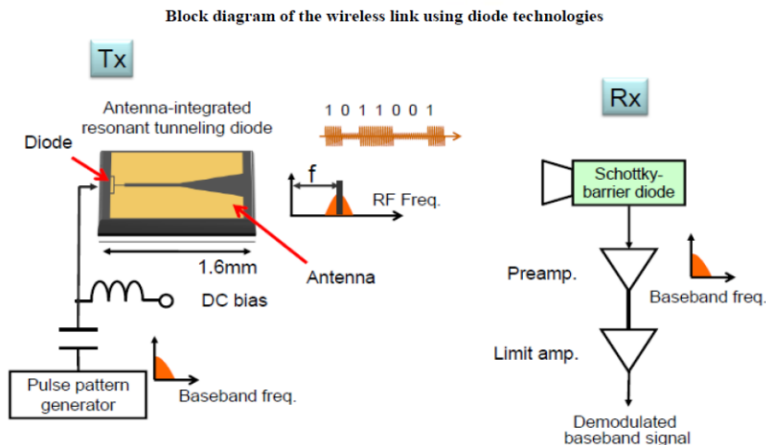 Block diagram of the wireless link using diode technologies
Tx
Antenna-integrated
resonant tunneling diode
Diode
1 0 1 1 0 0 1
f
RF Freq.
1.6mm
Antenna
DC bias
Pulse pattern
generator
Baseband freq.
Rx
Schottky-
barrier diode
Preamp.
Baseband freq.
Limit amp.
Demodulated
baseband signal